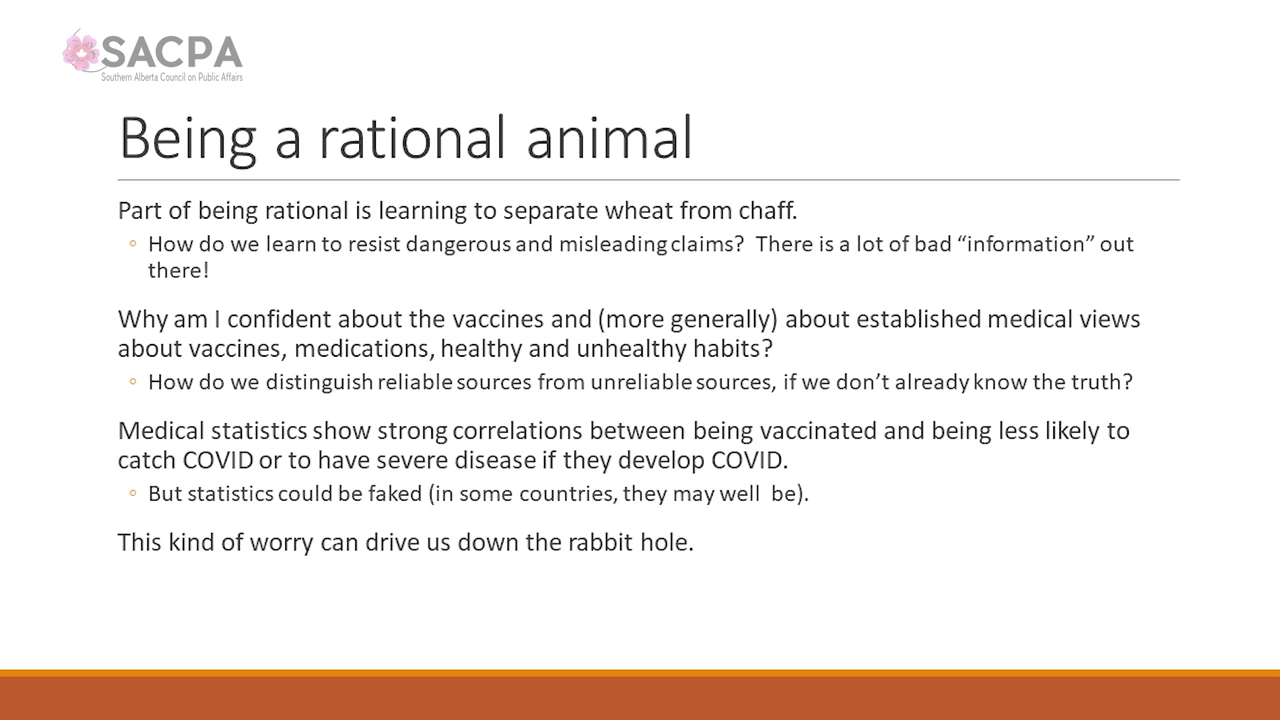 SACPA
Southern Alberta Council on Public Affairs
Being a rational animal
Part of being rational is learning to separate wheat from chaff.
◦ How do we learn to resist dangerous and misleading claims?  There is a lot of bad “information” out
there!
Why am I confident about the vaccines and (more generally) about established medical views
about vaccines, medications, healthy and unhealthy habits?
◦ How do we distinguish reliable sources from unreliable sources, if we don’t already know the truth?
Medical statistics show strong correlations between being vaccinated and being less likely to
catch COVID or to have severe disease if they develop COVID.
◦ But statistics could be faked (in some countries, they may well  be).
This kind of worry can drive us down the rabbit hole.